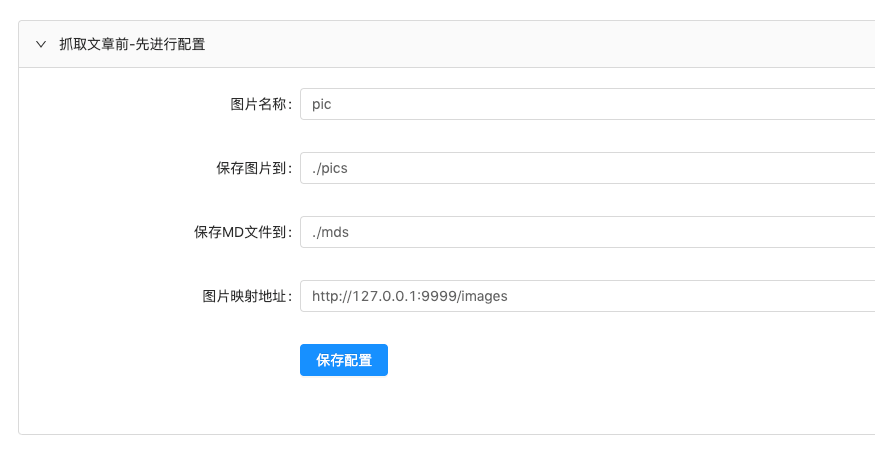 抓取文章前-先进行配置
图片名称: pic
保存图片到: ./pics
保存MD文件到: ./mds
图片映射地址: http://127.0.0.1:9999/images
保存配置